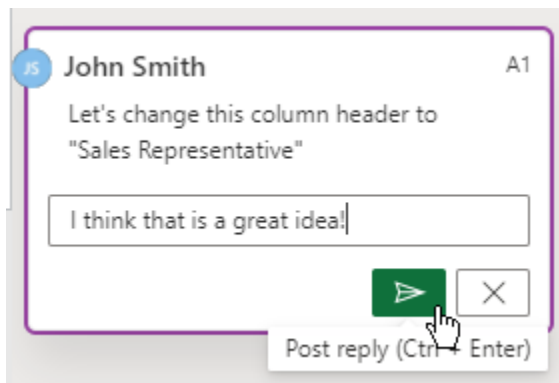 JS
John Smith A1
Let's change this column header to
"Sales Representative"
I think that is a great idea!
Post reply (Ctrl + Enter)